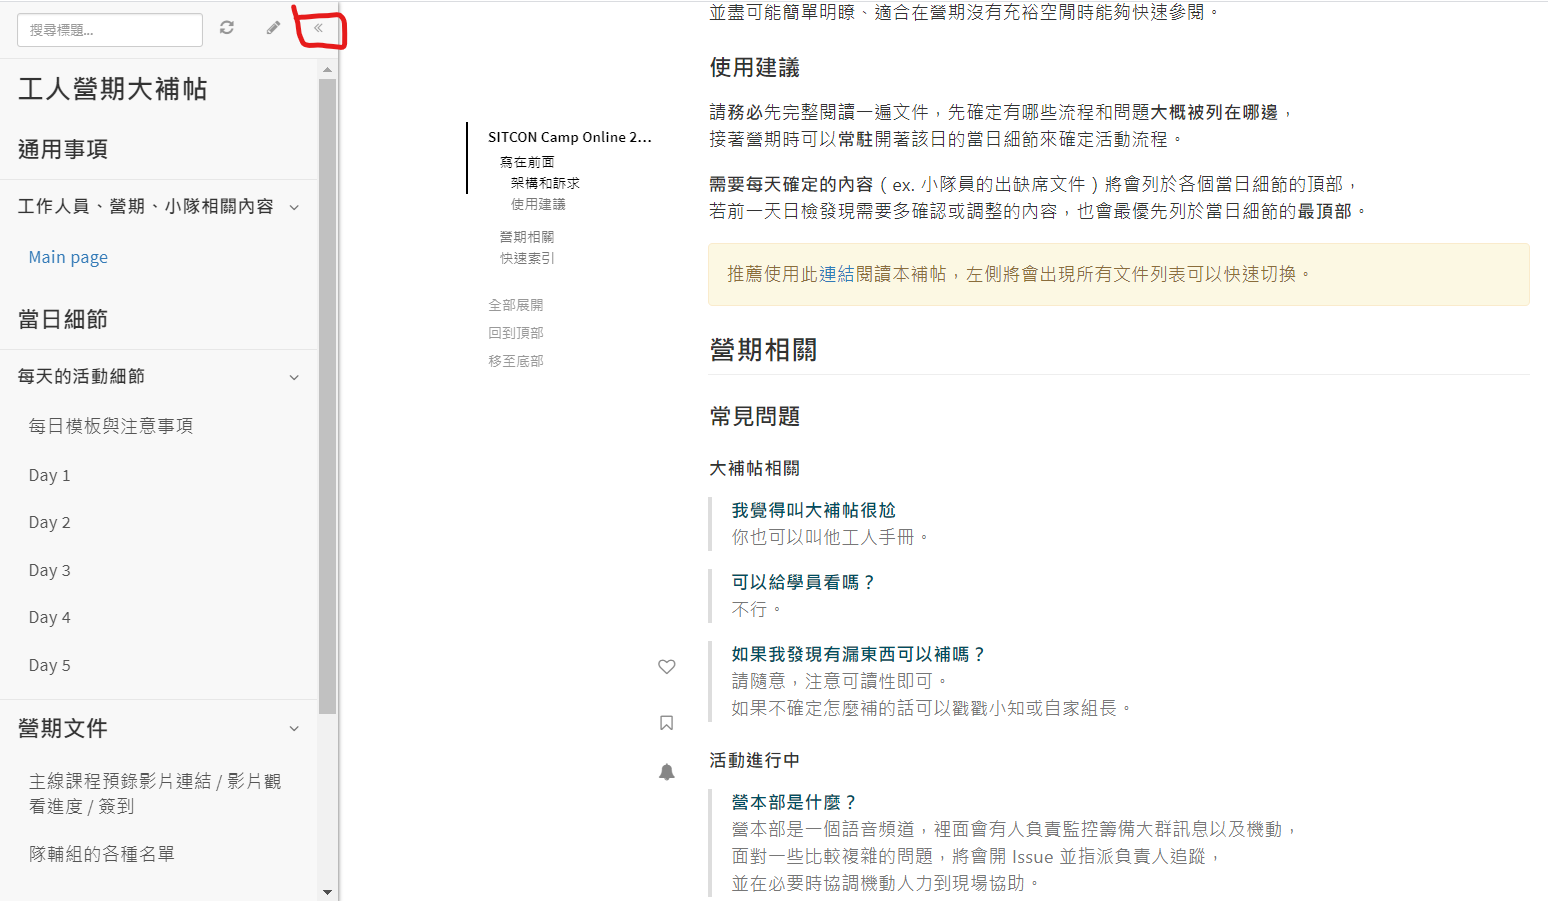 搜尋標題...
«
工人營期大補帖
通用事項
工作人員、營期、小隊相關內容
Main page
當日細節
每天的活動細節
每日模板與注意事項
Day 1
Day 2
Day 3
Day 4
Day 5
營期文件
主線課程預錄影片連結 / 影片觀
看進度 / 簽到
隊輔組的各種名單
SITCON Camp Online 2...
寫在前面
架構和訴求
使用建議
營期相關
快速索引
全部展開
回到頂部
移至底部
並盡可能簡單明瞭、適合在營期沒有充裕空閒時能夠快速參閱。
使用建議
請務必先完整閱讀一遍文件，先確定有哪些流程和問題大概被列在哪邊，
接著營期時可以常駐開著該日的當日細節來確定活動流程。
需要每天確定的內容（ex. 小隊員的出缺席文件）將會列於各個當日細節的頂部，
若前一天日檢發現需要多確認或調整的內容，也會最優先列於當日細節的最頂部。
推薦使用此連結閱讀本補帖，左側將會出現所有文件列表可以快速切換。
營期相關
常見問題
大補帖相關
我覺得叫大補帖很尬
你也可以叫他工人手冊。
可以給學員看嗎？
不行。
如果我發現有漏東西可以補嗎？
請隨意，注意可讀性即可。
如果不確定怎麼補的話可以戳戳小知或自家組長。
活動進行中
營本部是什麼？
營本部是一個語音頻道，裡面會有人負責監控籌備大群訊息以及機動，
面對一些比較複雜的問題，將會開 Issue 並指派負責人追蹤，
並在必要時協調機動人力到現場協助。